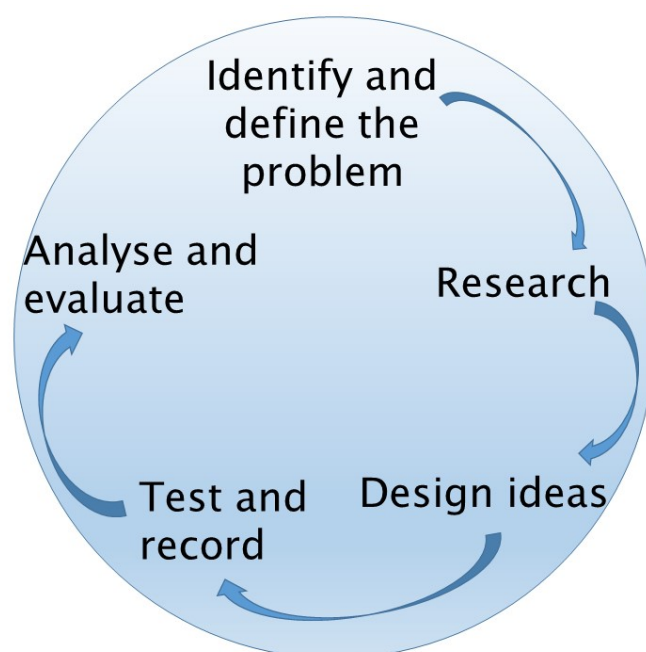 Identify and
define the
problem
Research
Design ideas
Test and
record
Analyse and
evaluate